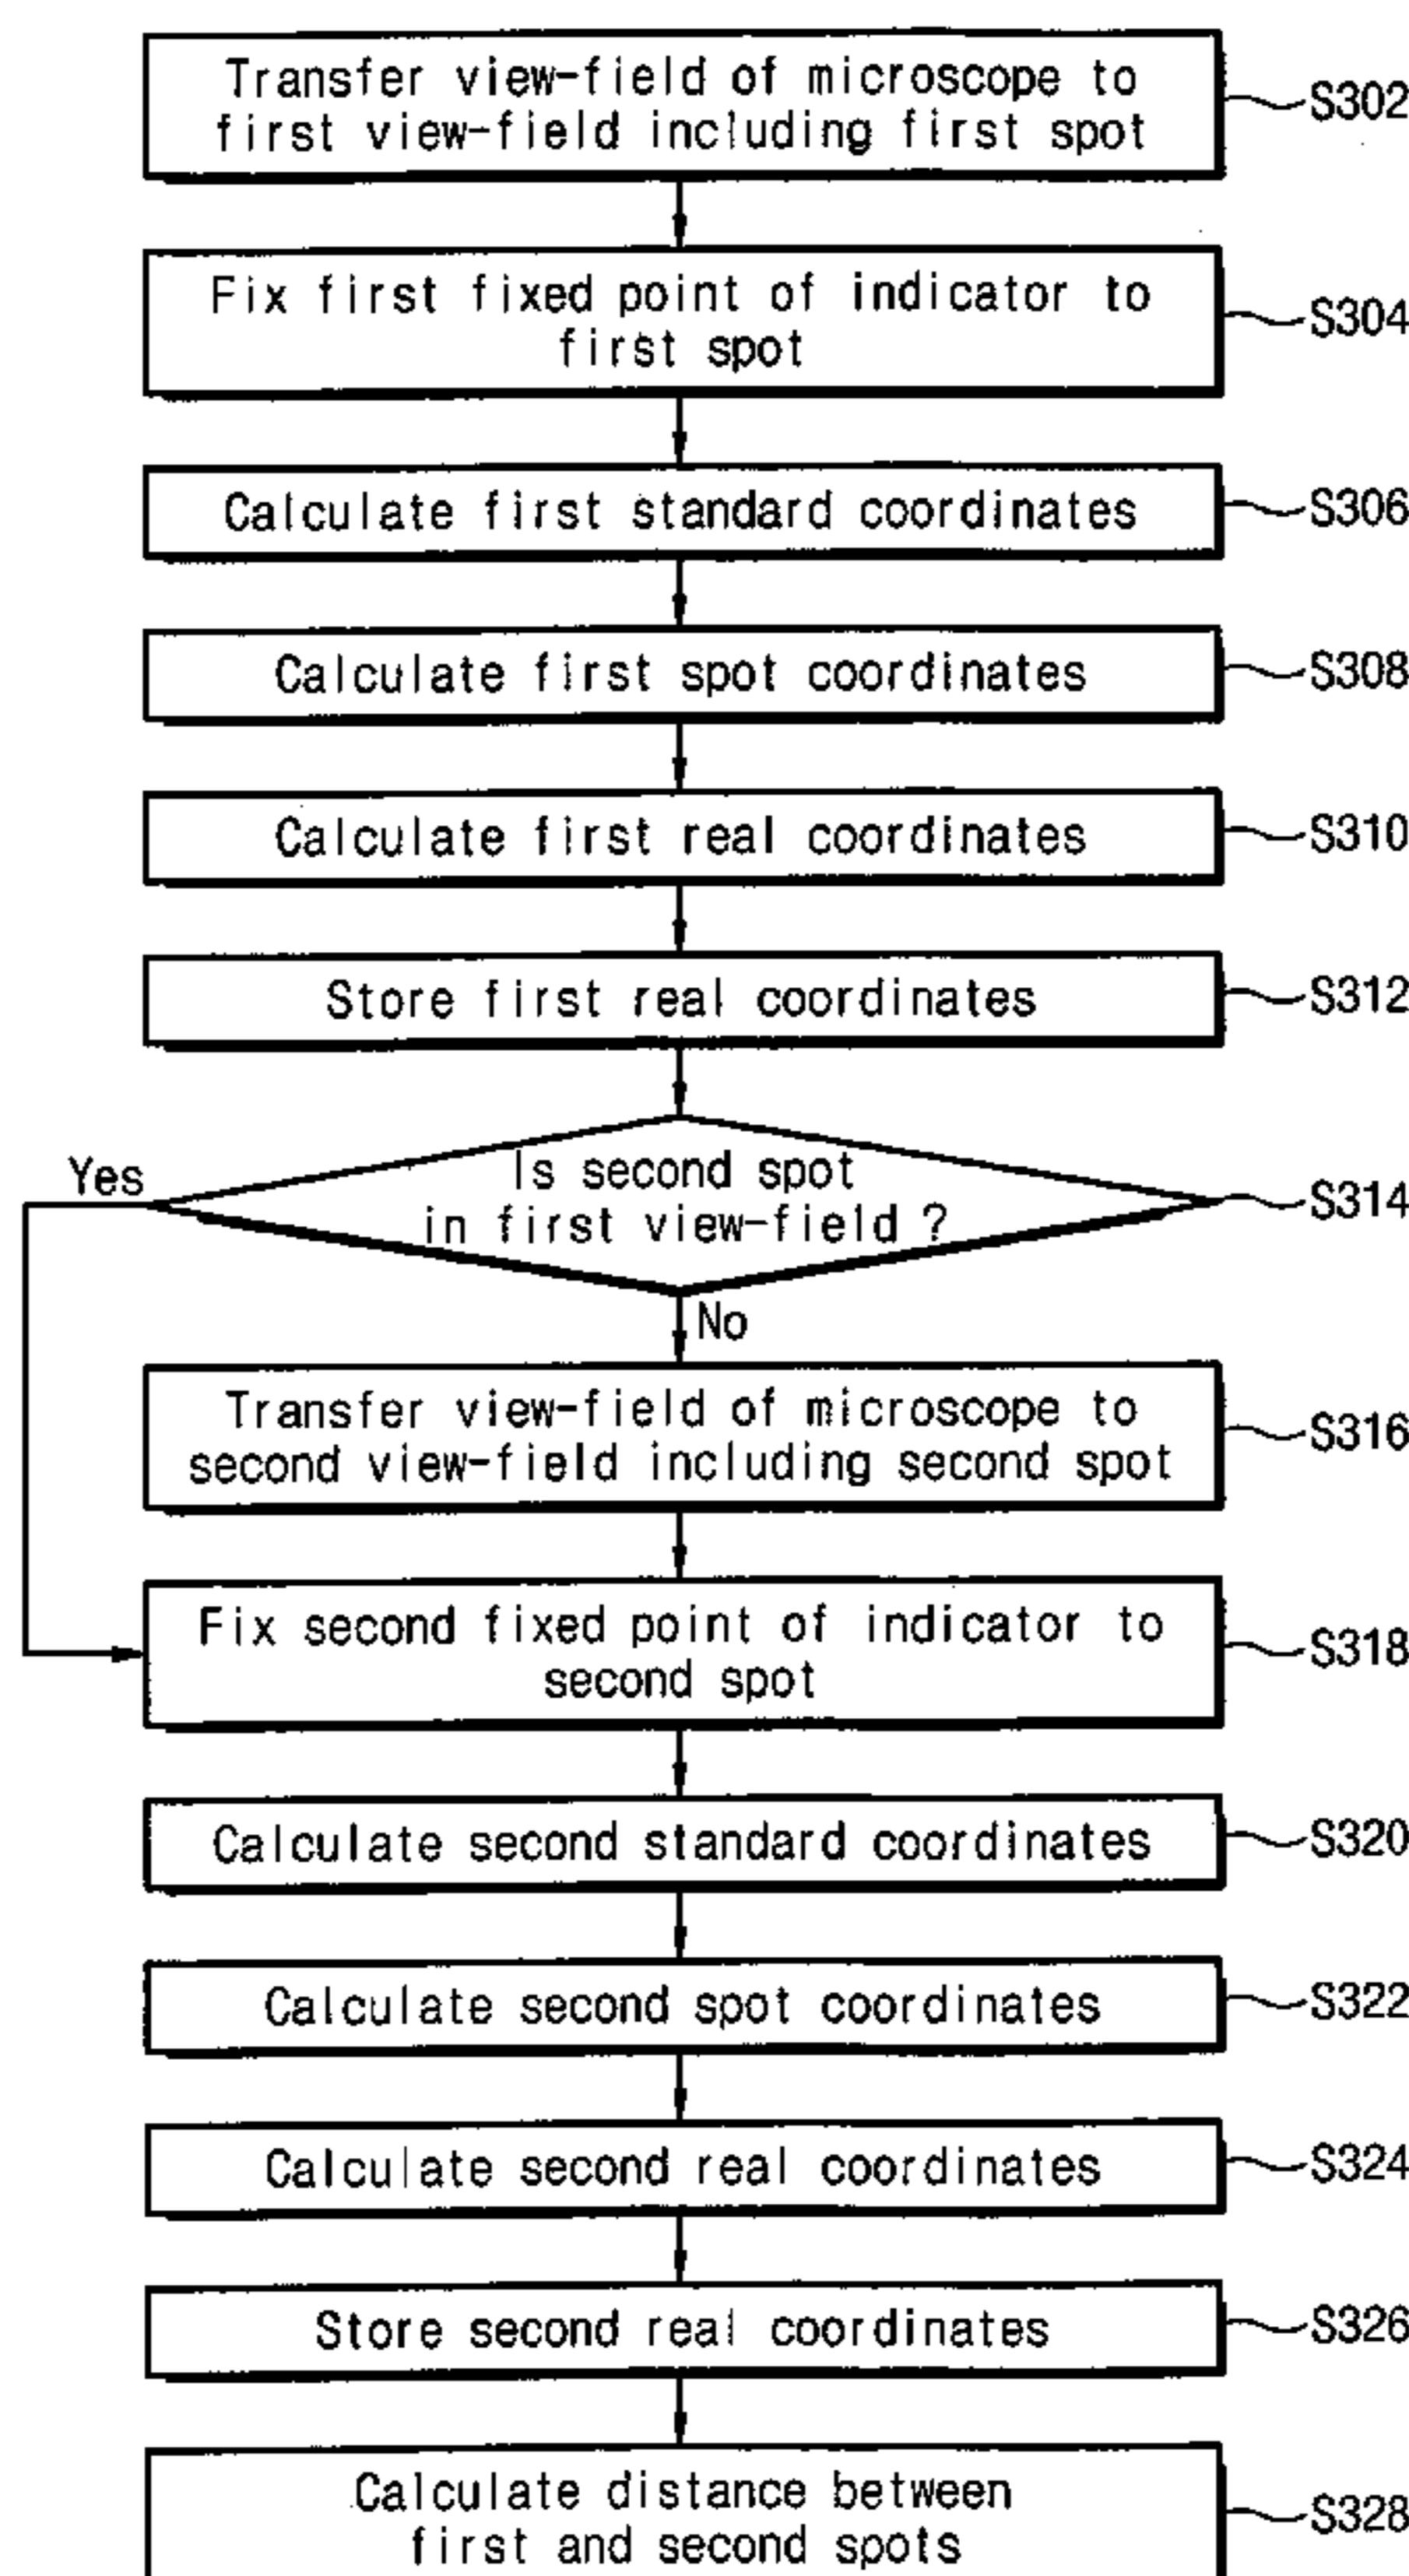 Transfer view-field of microscope to
first view-field including first spot
S302
Fix first fixed point of indicator to
first spot
S304
Calculate first standard coordinates
S306
Calculate first spot coordinates
S308
Calculate first real coordinates
S310
Store first real coordinates
S312
Is second spot
in first view-field ?
S314
Yes
No
Transfer view-field of microscope to
second view-field including second spot
S316
Fix second fixed point of indicator to
second spot
S318
Calculate second standard coordinates
S320
Calculate second spot coordinates
S322
Calculate second real coordinates
S324
Store second real coordinates
S326
Calculate distance between
first and second spots
S328